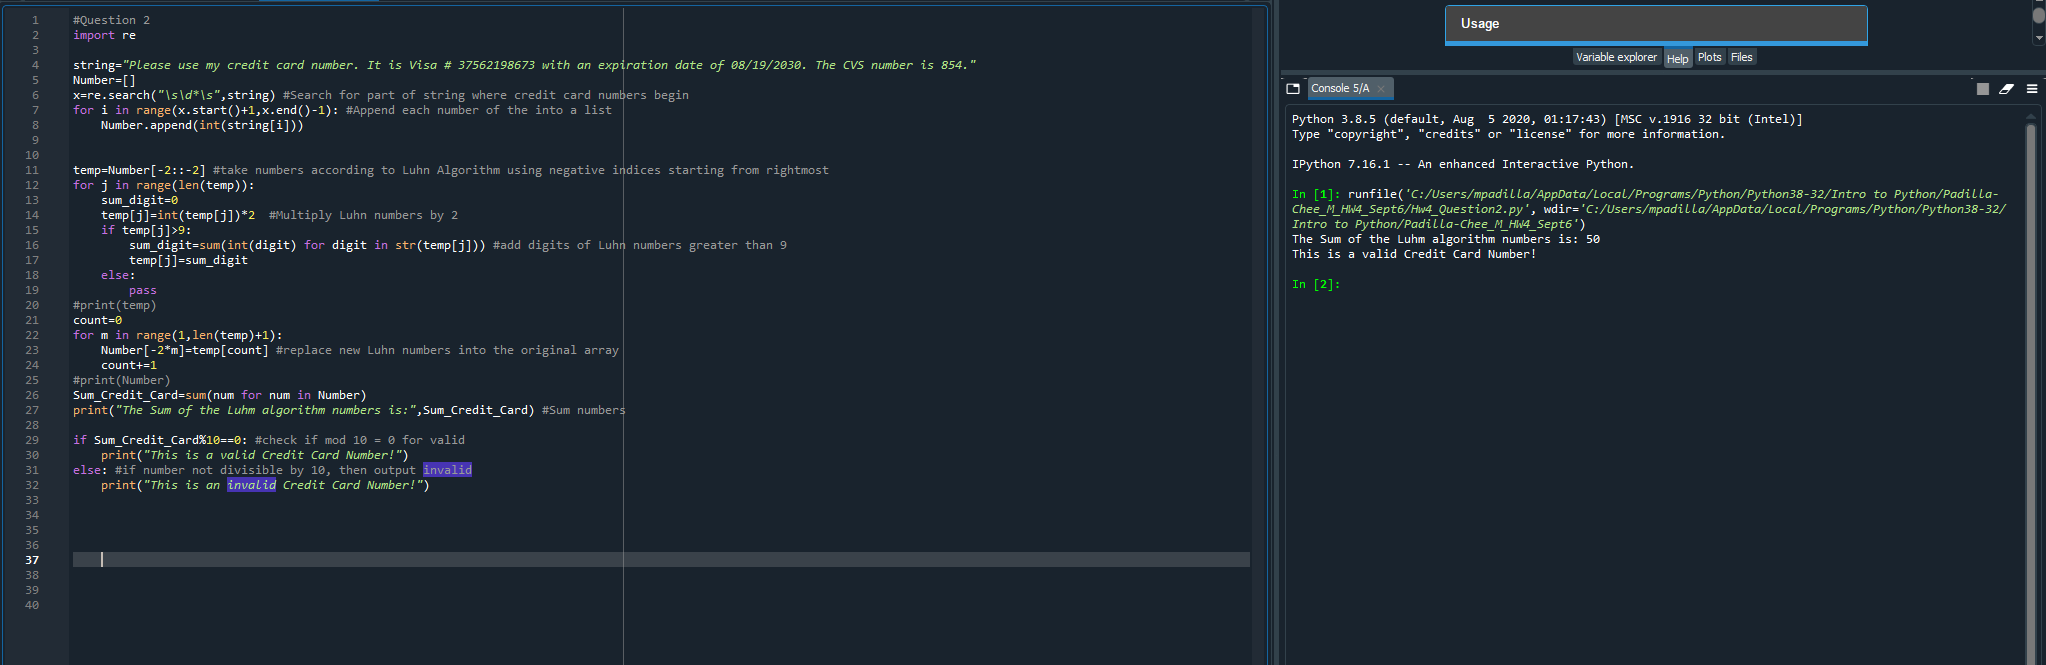 1 #Question 2
2 import re
3
4 string="Please use my credit card number. It is Visa # 37562198673 with an expiration date of 08/19/2030. The CVS number is 854."
5 Number=[]
6 x=re.search("\s\d*\s",string) #Search for part of string where credit card numbers begin
7 for i in range(x.start()+1,x.end()-1): #Append each number of the into a list
8     Number.append(int(string[i]))
9
10
11 temp=Number[-2::-2] #take numbers according to Luhn Algorithm using negative indices starting from rightmost
12 for j in range(len(temp)):
13     sum_digit=0
14     temp[j]=int(temp[j])*2  #Multiply Luhn numbers by 2
15     if temp[j]>9:
16         sum_digit=sum(int(digit) for digit in str(temp[j])) #add digits of Luhn numbers greater than 9
17         temp[j]=sum_digit
18     else:
19         pass
20 #print(temp)
21 count=0
22 for m in range(1,len(temp)+1):
23     Number[-2*m]=temp[count] #replace new Luhn numbers into the original array
24     count+=1
25 #print(Number)
26 Sum_Credit_Card=sum(num for num in Number)
27 print("The Sum of the Luhm algorithm numbers is:",Sum_Credit_Card) #Sum numbers
28
29 if Sum_Credit_Card%10==0: #check if mod 10 = 0 for valid
30     print("This is a valid Credit Card Number!")
31 else: #if number not divisible by 10, then output invalid
32     print("This is an invalid Credit Card Number!")
33
34
35
36
37
38
39
40
Usage
Variable explorer Help Plots Files
Console 5/A
Python 3.8.5 (default, Aug  5 2020, 01:17:43) [MSC v.1916 32 bit (Intel)]
Type "copyright", "credits" or "license" for more information.
IPython 7.16.1 -- An enhanced Interactive Python.
In [1]: runfile('C:/Users/mpadilla/AppData/Local/Programs/Python/Python38-32/Intro to Python/Padilla-
Chee_M_HW4_Sept6/Hw4_Question2.py', wdir='C:/Users/mpadilla/AppData/Local/Programs/Python/Python38-32/
Intro to Python/Padilla-Chee_M_HW4_Sept6')
The Sum of the Luhm algorithm numbers is: 50
This is a valid Credit Card Number!
In [2]: